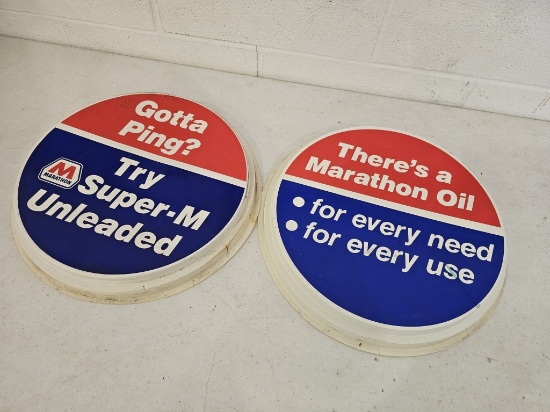 Gotta
Ping?
Try
M
MARATHON
Super-M
Unleaded
There's a
Marathon Oil
• for every need
• for every use